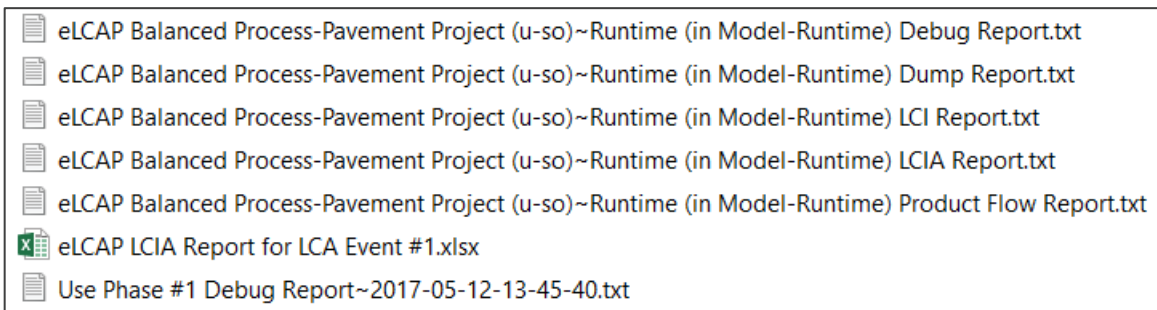 eLCAP Balanced Process-Pavement Project (u-so)~Runtime (in Model-Runtime) Debug Report.txt
eLCAP Balanced Process-Pavement Project (u-so)~Runtime (in Model-Runtime) Dump Report.txt
eLCAP Balanced Process-Pavement Project (u-so)~Runtime (in Model-Runtime) LCI Report.txt
eLCAP Balanced Process-Pavement Project (u-so)~Runtime (in Model-Runtime) LCIA Report.txt
eLCAP Balanced Process-Pavement Project (u-so)~Runtime (in Model-Runtime) Product Flow Report.txt
eLCAP LCIA Report for LCA Event #1.xlsx
Use Phase #1 Debug Report~2017-05-12-13-45-40.txt